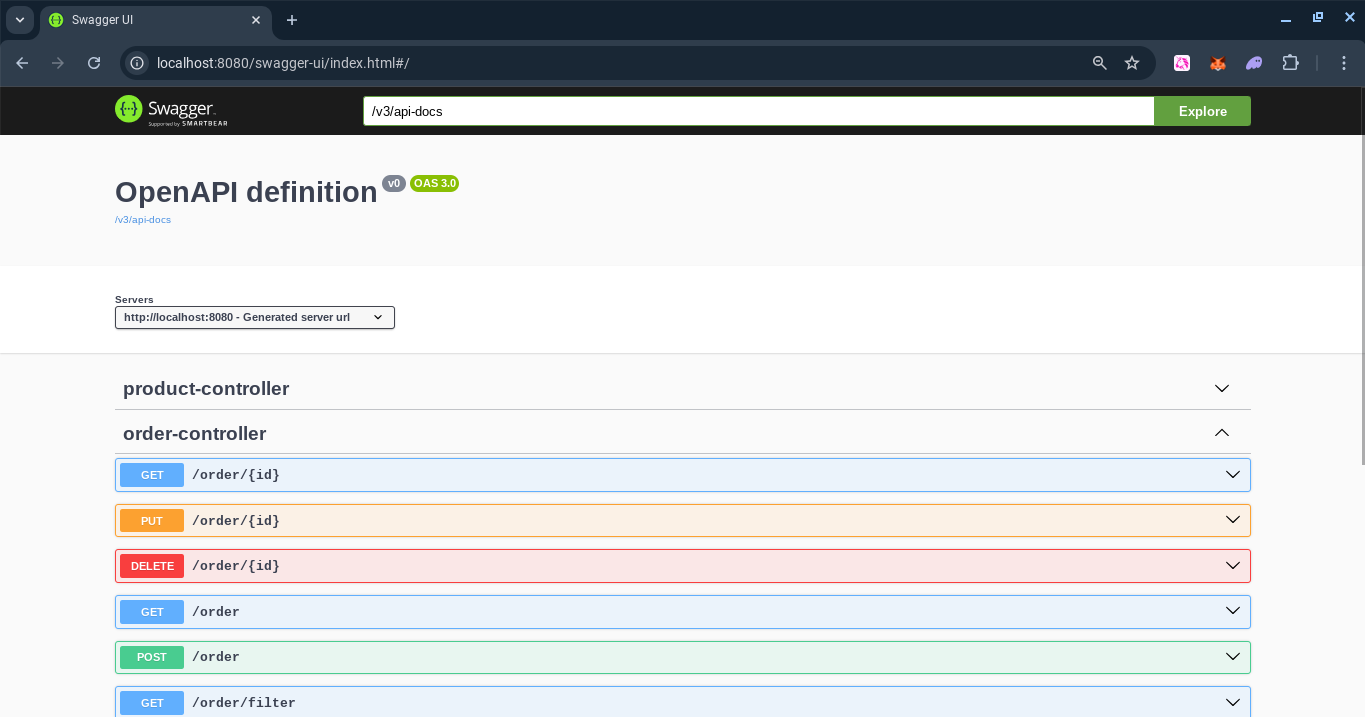 Swagger UI
localhost:8080/swagger-ui/index.html#/
Swagger
Supported by SMARTBEAR
/v3/api-docs
Explore
OpenAPI definition v0 OAS 3.0
/v3/api-docs
Servers
http://localhost:8080 - Generated server url
product-controller
order-controller
GET /order/{id}
PUT /order/{id}
DELETE /order/{id}
GET /order
POST /order
GET /order/filter